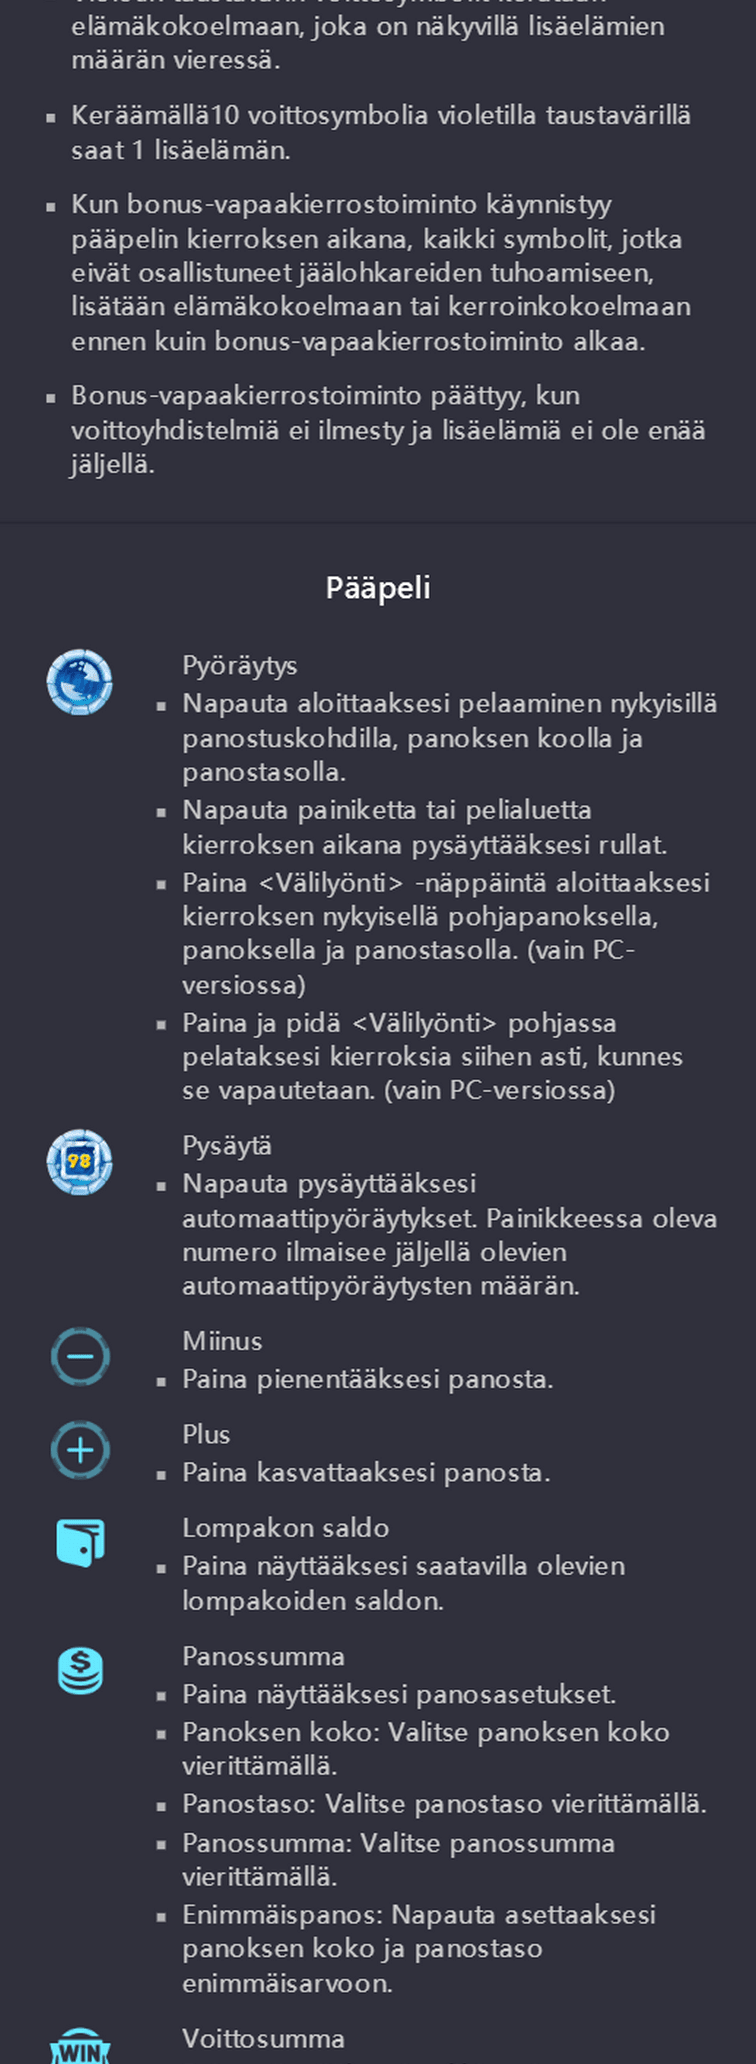 elämäkokoelmaan, joka on näkyvillä lisäelämien
määrän vieressä.
▪ Keräämällä10 voittosymbolia violetilla taustavärillä
saat 1 lisäelämän.
▪ Kun bonus-vapaakierrostoiminto käynnistyy
pääpelin kierroksen aikana, kaikki symbolit, jotka
eivät osallistuneet jäälohkareiden tuhoamiseen,
lisätään elämäkokoelmaan tai kerroinkokoelmaan
ennen kuin bonus-vapaakierrostoiminto alkaa.
▪ Bonus-vapaakierrostoiminto päättyy, kun
voittoyhdistelmiä ei ilmesty ja lisäelämiä ei ole enää
jäljellä.
Pääpeli
Pyöräytys
▪ Napauta aloittaaksesi pelaaminen nykyisillä
panostuskohdilla, panoksen koolla ja
panostasolla.
▪ Napauta painiketta tai pelialuetta
kierroksen aikana pysäyttääksesi rullat.
▪ Paina <Välilyönti> -näppäintä aloittaaksesi
kierroksen nykyisellä pohjapanoksella,
panoksella ja panostasolla. (vain PC-
versiossa)
▪ Paina ja pidä <Välilyönti> pohjassa
pelataksesi kierroksia siihen asti, kunnes
se vapautetaan. (vain PC-versiossa)
98
Pysäytä
▪ Napauta pysäyttääksesi
automaattipyöräytykset. Painikkeessa oleva
numero ilmaisee jäljellä olevien
automaattipyöräytysten määrän.
Miinus
▪ Paina pienentääksesi panosta.
Plus
▪ Paina kasvattaaksesi panosta.
Lompakon saldo
▪ Paina näyttääksesi saatavilla olevien
lompakoiden saldon.
$
Panossumma
▪ Paina näyttääksesi panosasetukset.
▪ Panoksen koko: Valitse panoksen koko
vierittämällä.
▪ Panostaso: Valitse panostaso vierittämällä.
▪ Panossumma: Valitse panossumma
vierittämällä.
▪ Enimmäispanos: Napauta asettaaksesi
panoksen koko ja panostaso
enimmäisarvoon.
WIN
Voittosumma